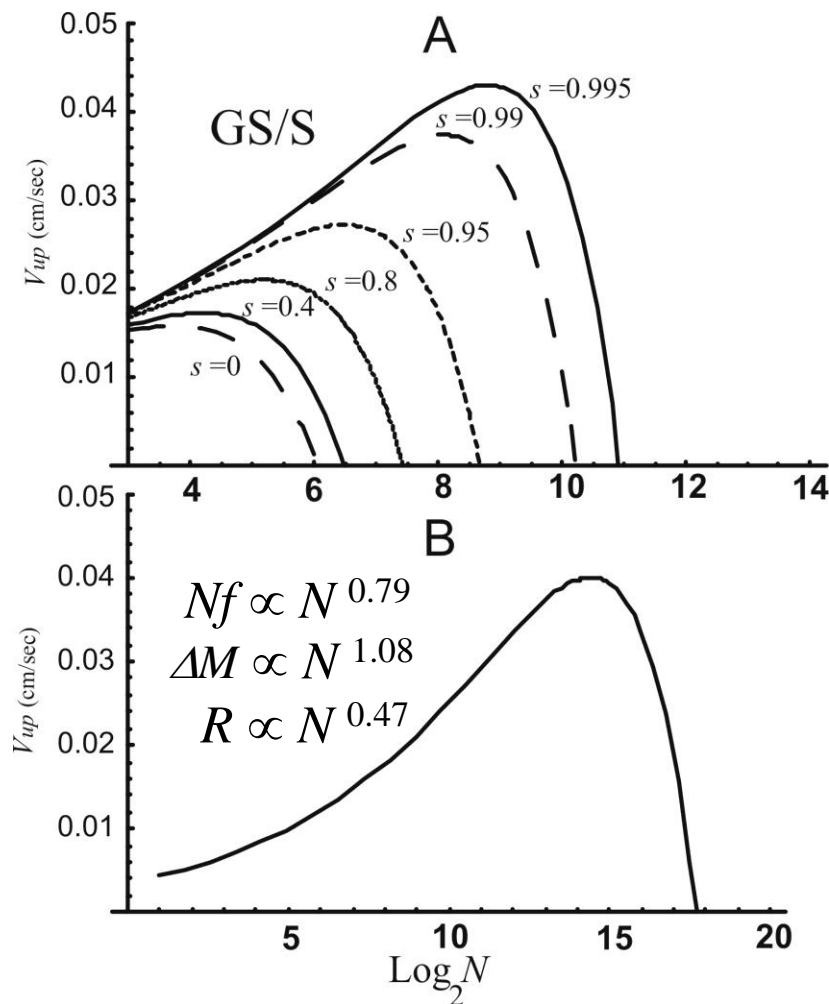 0.05
A
s =0.995
0.04
GS/S
s =0.99
Vup (cm/sec)
0.03
s =0.95
0.02
s =0.8
s =0.4
0.01
s =0
4 6 8 10 12 14
0.05
B
0.04
Nf ∝ N 0.79
0.03
ΔM ∝ N 1.08
Vup (cm/sec)
0.02
R ∝ N 0.47
0.01
5 10 15 20
Log2N